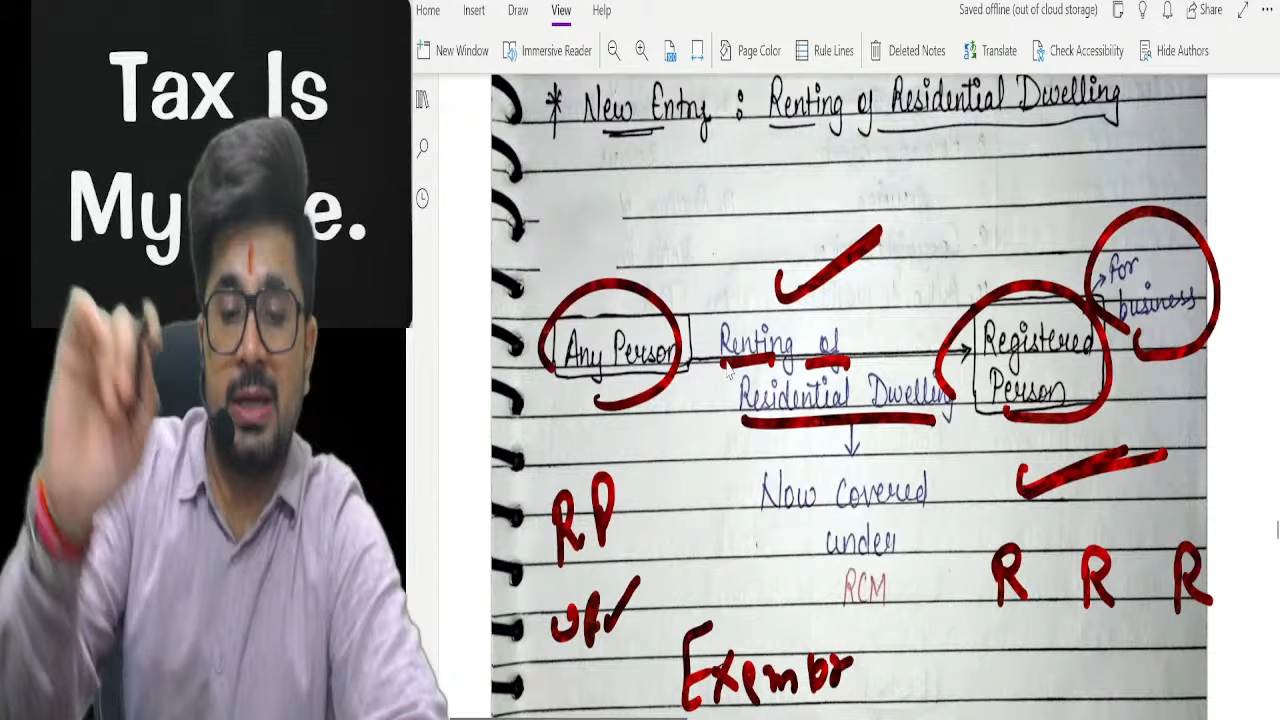 Tax Is
My e.
Home Insert Draw View Help
Saved offline (out of cloud storage) Share
New Window Immersive Reader Page Color Rule Lines Deleted Notes Translate Check Accessibility Hide Authors
* New Entry : Renting of Residential Dwelling
for
business
Any Person
Renting of
Residential Dwelling
Registered
Person
Now Covered
under
RCM
RP
R R R